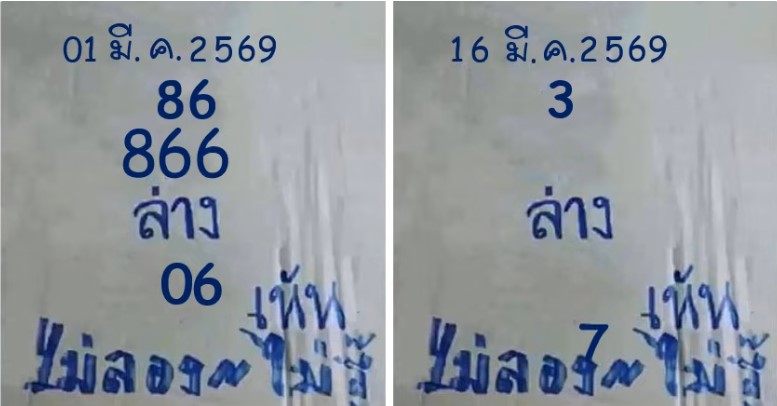 01 มี.ค.2569
86
866
ล่าง
06
เห้น
ไม่ลอง~ไม่รู้
16 มี.ค.2569
3
ล่าง
7
เห้น
ไม่ลอง~ไม่รู้